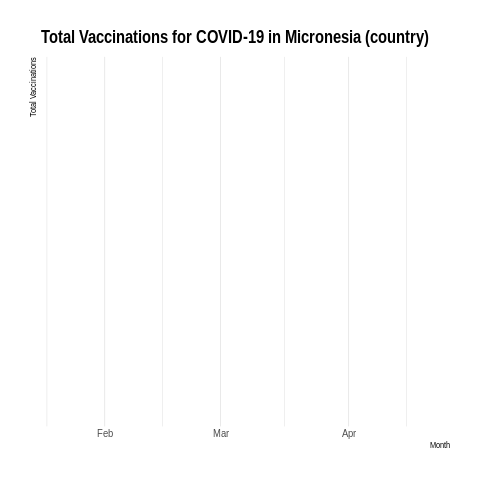 Total Vaccinations for COVID-19 in Micronesia (country)
Total Vaccinations
Feb Mar Apr
Month